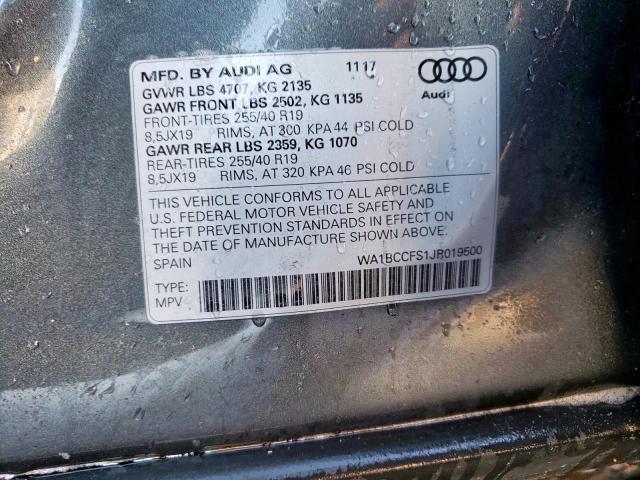 MFD. BY AUDI AG 11 17
GVWR LBS 4707, KG 2135
GAWR FRONT LBS 2502, KG 1135
FRONT-TIRES 255/40 R19
8,5JX19 RIMS, AT 300 KPA 44 PSI COLD
GAWR REAR LBS 2359, KG 1070
REAR-TIRES 255/40 R19
8,5JX19 RIMS, AT 320 KPA 46 PSI COLD
Audi
THIS VEHICLE CONFORMS TO ALL APPLICABLE
U.S. FEDERAL MOTOR VEHICLE SAFETY AND
THEFT PREVENTION STANDARDS IN EFFECT ON
THE DATE OF MANUFACTURE SHOWN ABOVE.
SPAIN WA1BCCFS1JR019500
TYPE:
MPV